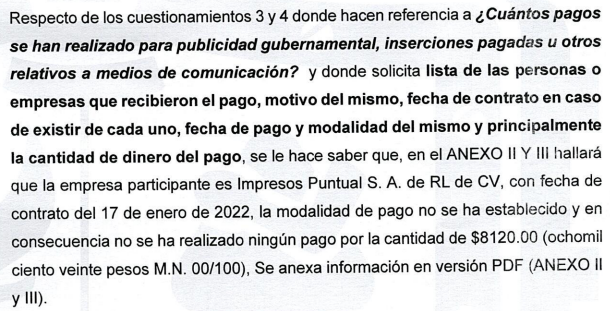 Respecto de los cuestionamientos 3 y 4 donde hacen referencia a ¿Cuántos pagos
se han realizado para publicidad gubernamental, inserciones pagadas u otros
relativos a medios de comunicación? y donde solicita lista de las personas o
empresas que recibieron el pago, motivo del mismo, fecha de contrato en caso
de existir de cada uno, fecha de pago y modalidad del mismo y principalmente
la cantidad de dinero del pago, se le hace saber que, en el ANEXO II Y III hallará
que la empresa participante es Impresos Puntual S. A. de RL de CV, con fecha de
contrato del 17 de enero de 2022, la modalidad de pago no se ha establecido y en
consecuencia no se ha realizado ningún pago por la cantidad de $8120.00 (ochomil
ciento veinte pesos M.N. 00/100), Se anexa información en versión PDF (ANEXO II
y III).